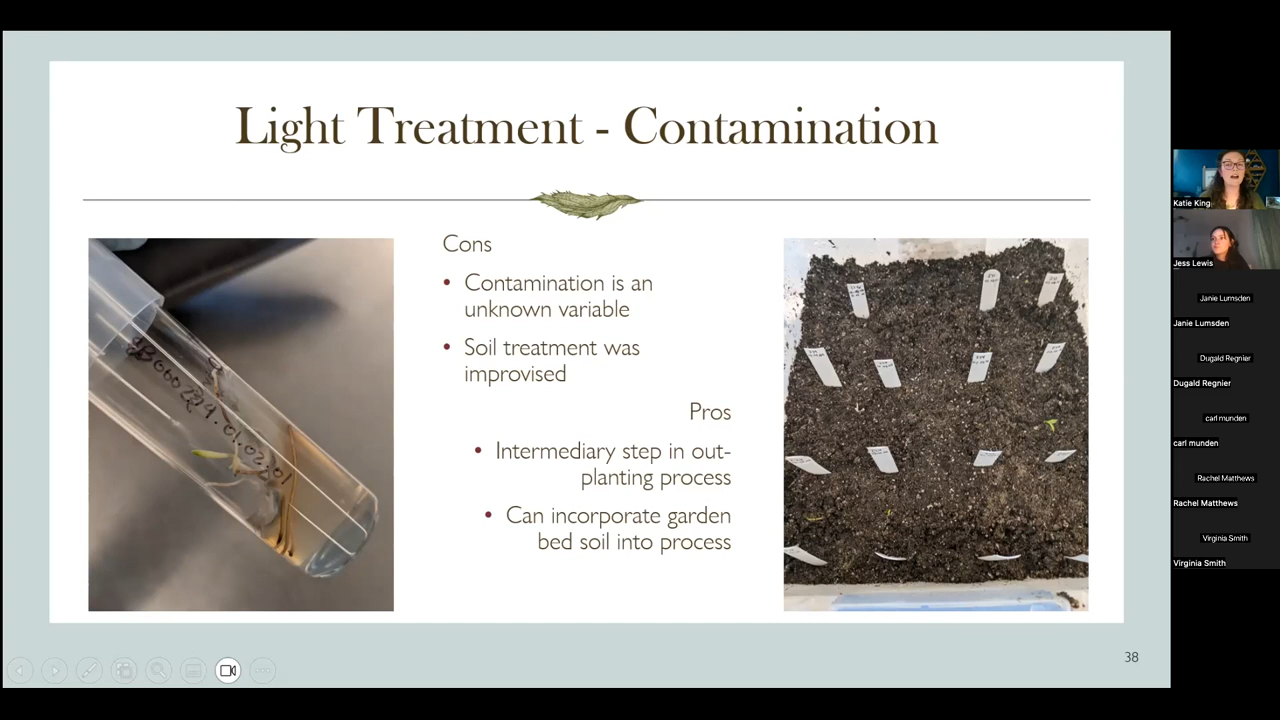 Light Treatment - Contamination
Cons
• Contamination is an
unknown variable
• Soil treatment was
improvised
Pros
• Intermediary step in out-
planting process
• Can incorporate garden
bed soil into process
38
Katie King
Jess Lewis
Janie Lumsden
Janie Lumsden
Dugald Regnier
Dugald Regnier
carl munden
carl munden
Rachel Matthews
Rachel Matthews
Virginia Smith
Virginia Smith